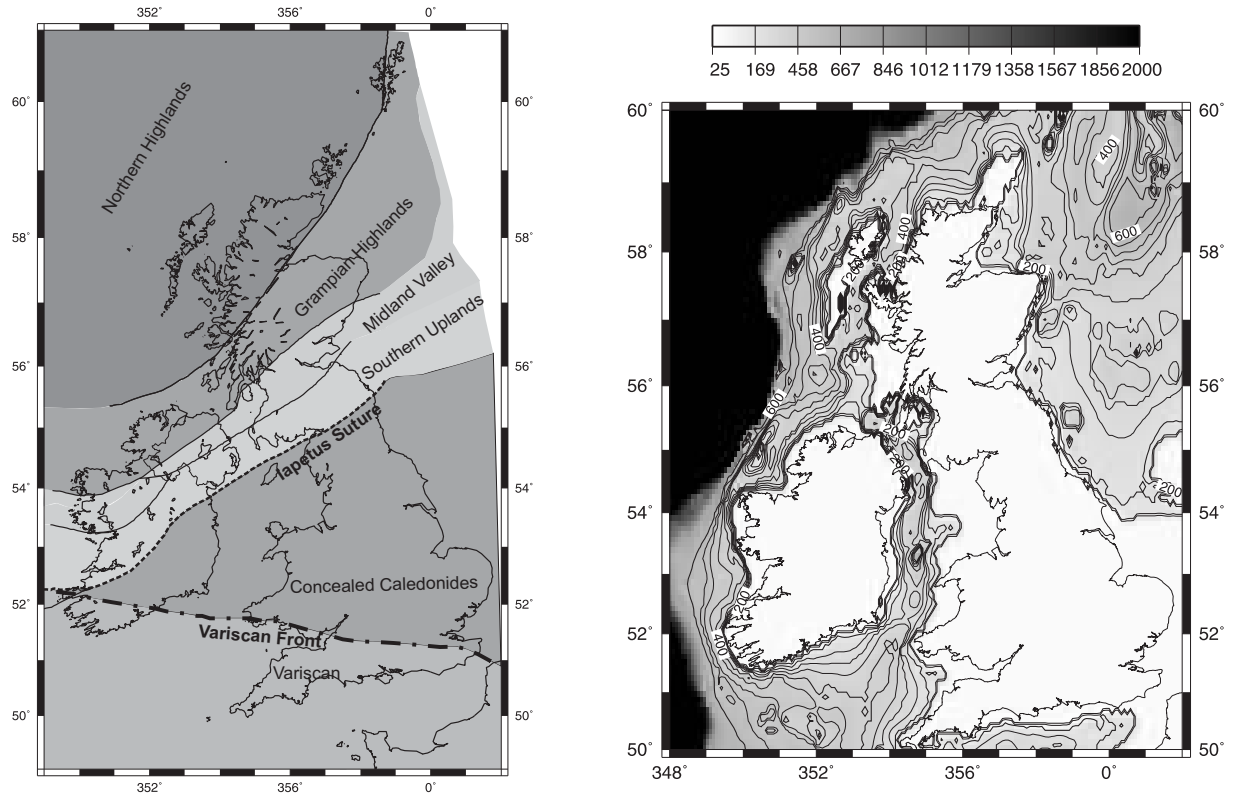 352° 356° 0°
60° 60°
58° 58°
56° 56°
54° 54°
52° 52°
50° 50°
352° 356° 0°
Northern Highlands
Grampian Highlands
Midland Valley
Southern Uplands
Iapetus Suture
Concealed Caledonides
Variscan Front
Variscan
25 169 458 667 846 1012 1179 1358 1567 1856 2000
60° 60°
58° 58°
56° 56°
54° 54°
52° 52°
50° 50°
348° 352° 356° 0°
400
600
400
200
200
400
600
200
200
400